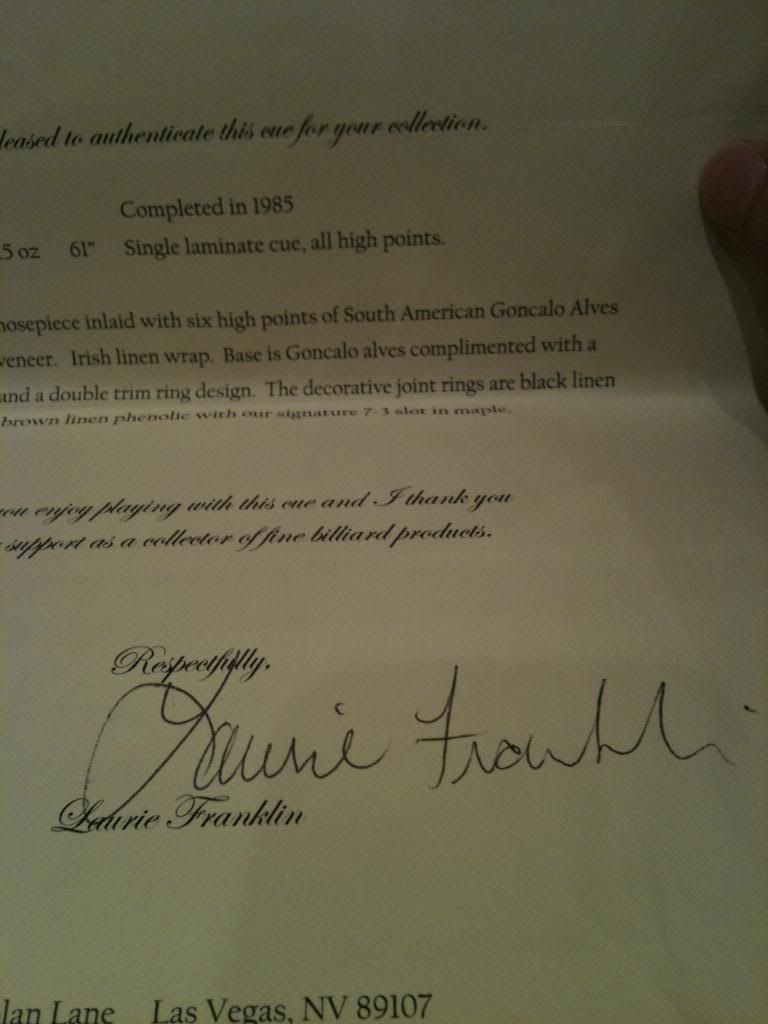 leased to authenticate this cue for your collection.
Completed in 1985
.5 oz 61" Single laminate cue, all high points.
nosepiece inlaid with six high points of South American Goncalo Alves
veneer. Irish linen wrap. Base is Goncalo alves complimented with a
and a double trim ring design. The decorative joint rings are black linen
brown linen phenolic with our signature 7-3 slot in maple.
ou enjoy playing with this cue and I thank you
support as a collector of fine billiard products.
Respectfully,
Laurie Franklin
Laurie Franklin
lan Lane Las Vegas, NV 89107